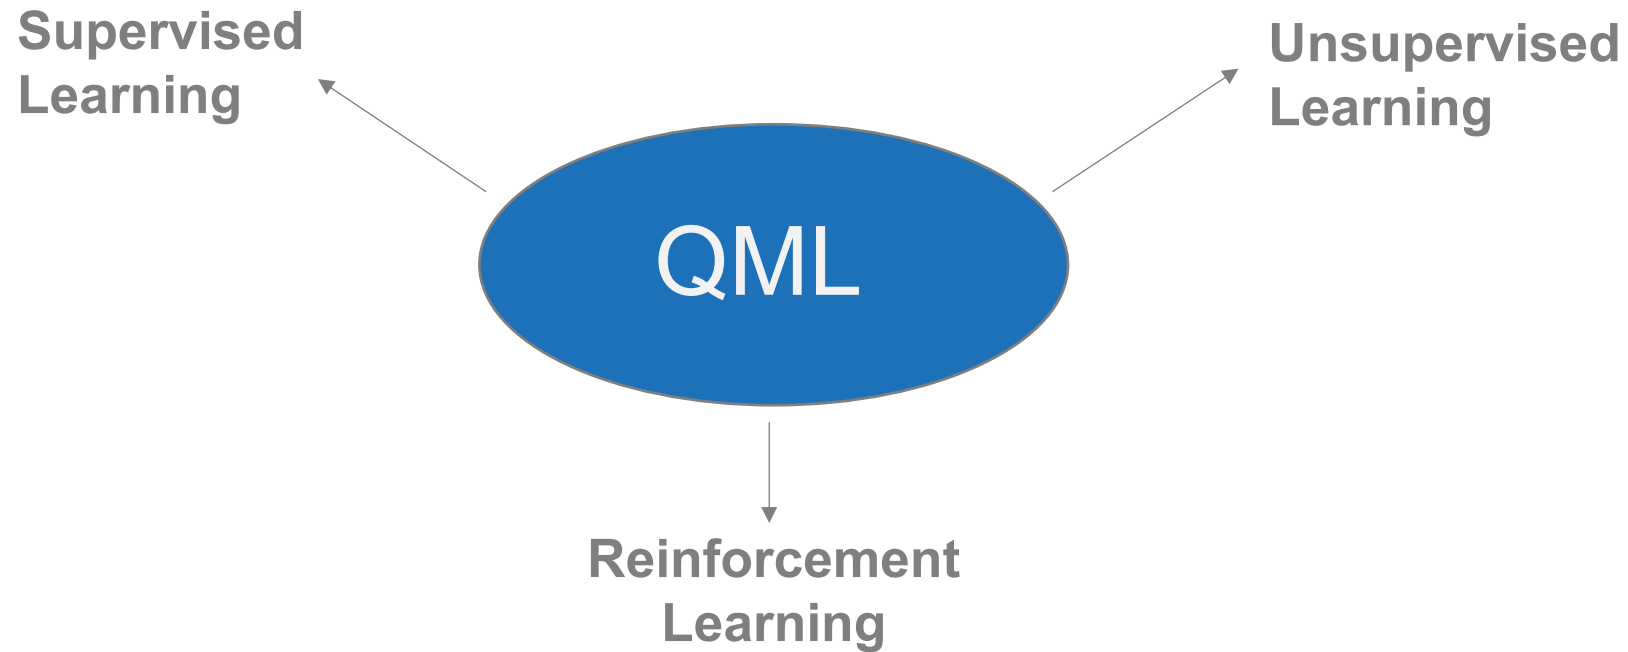 Supervised
Learning
Unsupervised
Learning
QML
Reinforcement
Learning